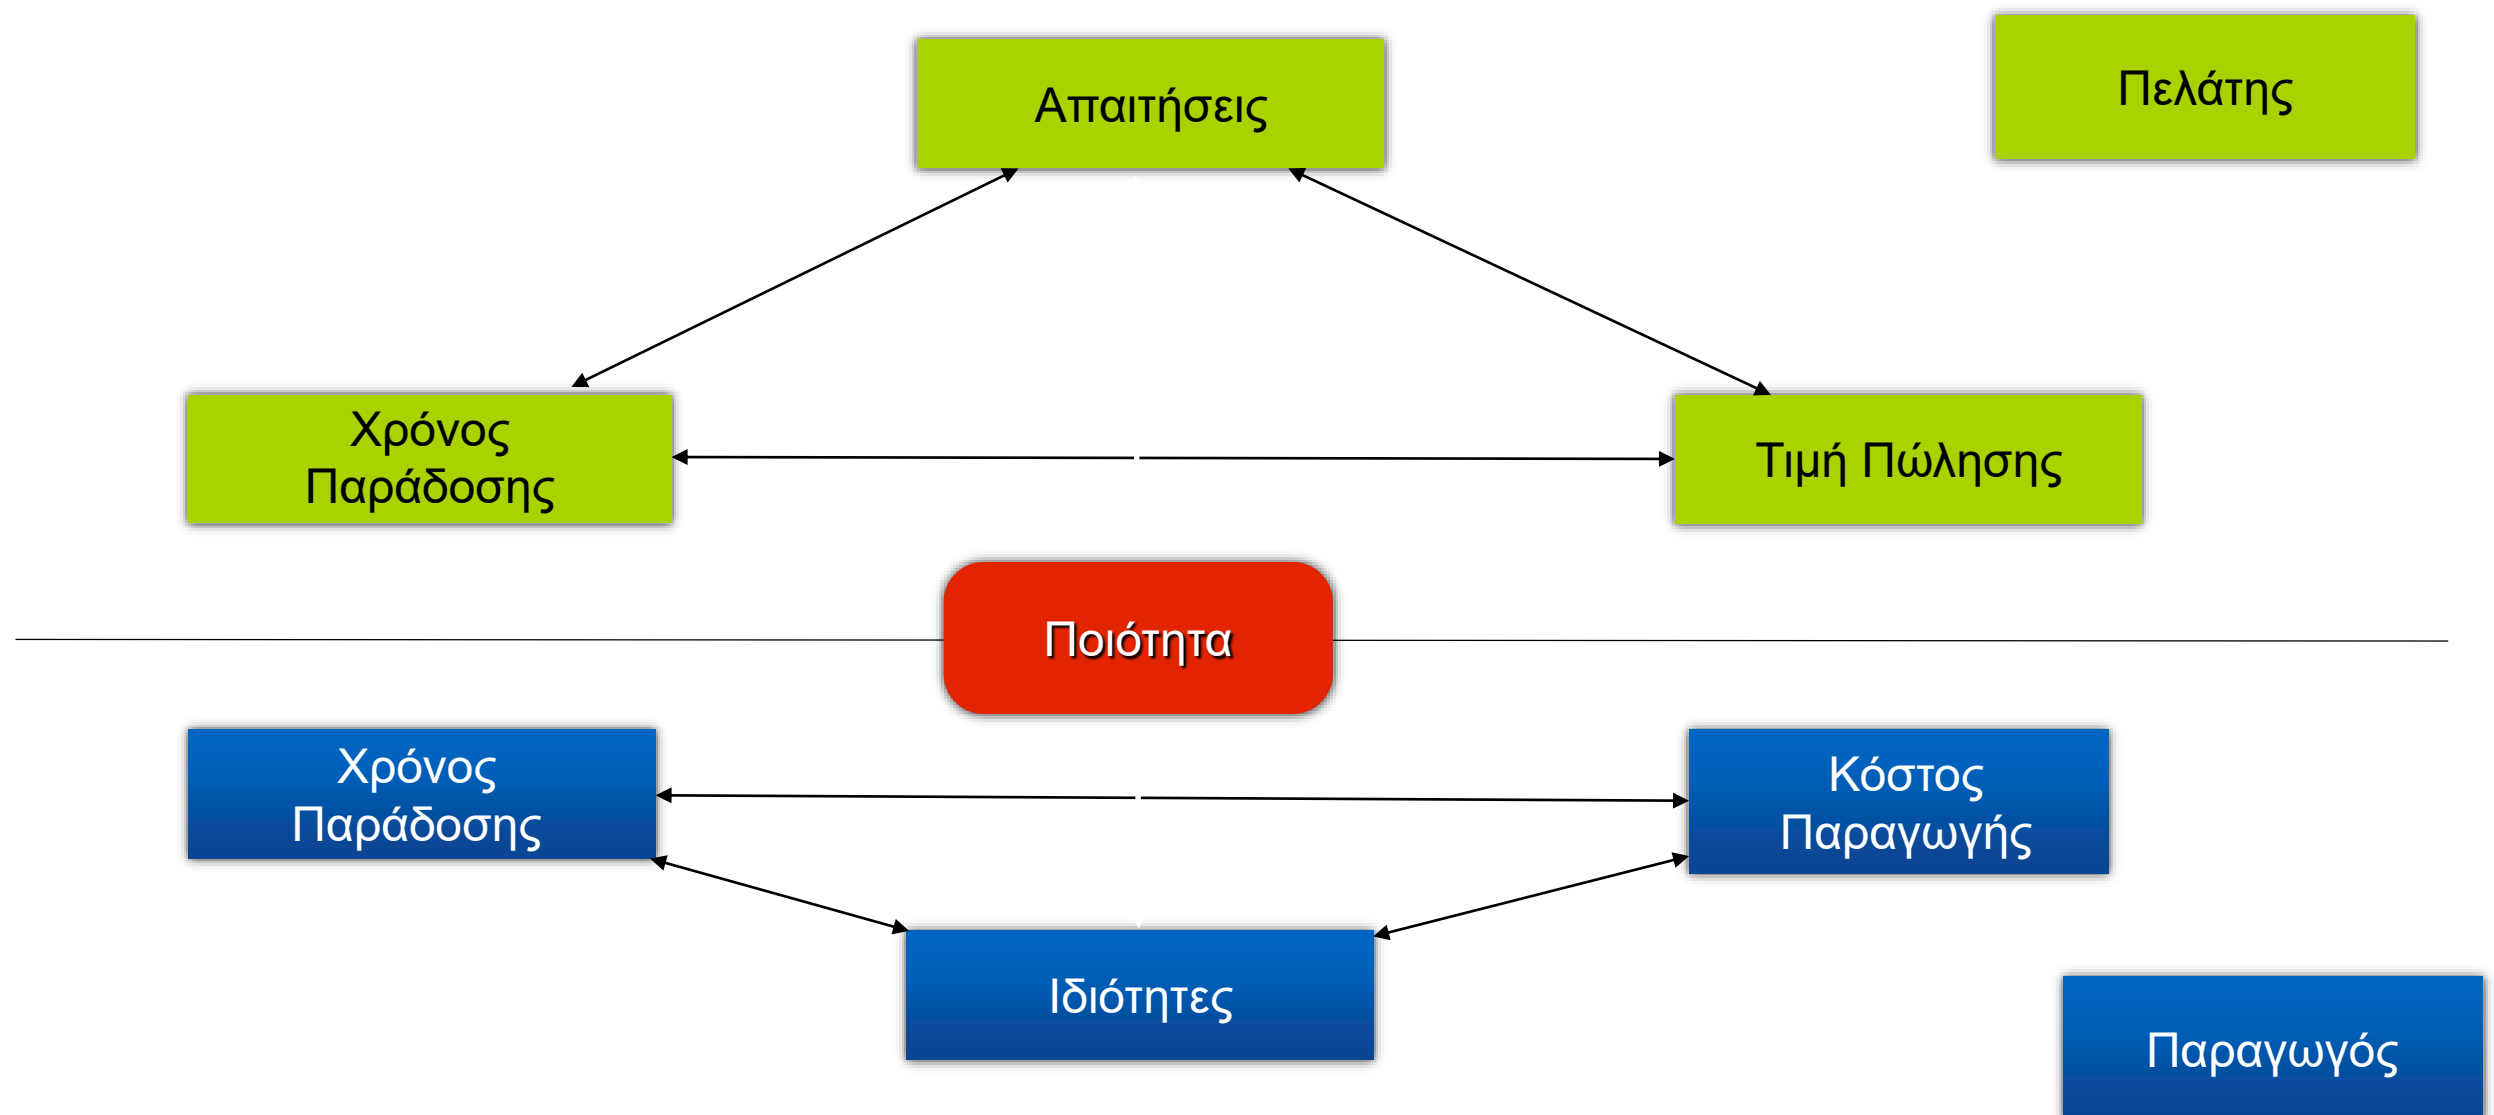 Απαιτήσεις
Πελάτης
Χρόνος
Παράδοσης
Τιμή Πώλησης
Ποιότητα
Χρόνος
Παράδοσης
Κόστος
Παραγωγής
Ιδιότητες
Παραγωγός